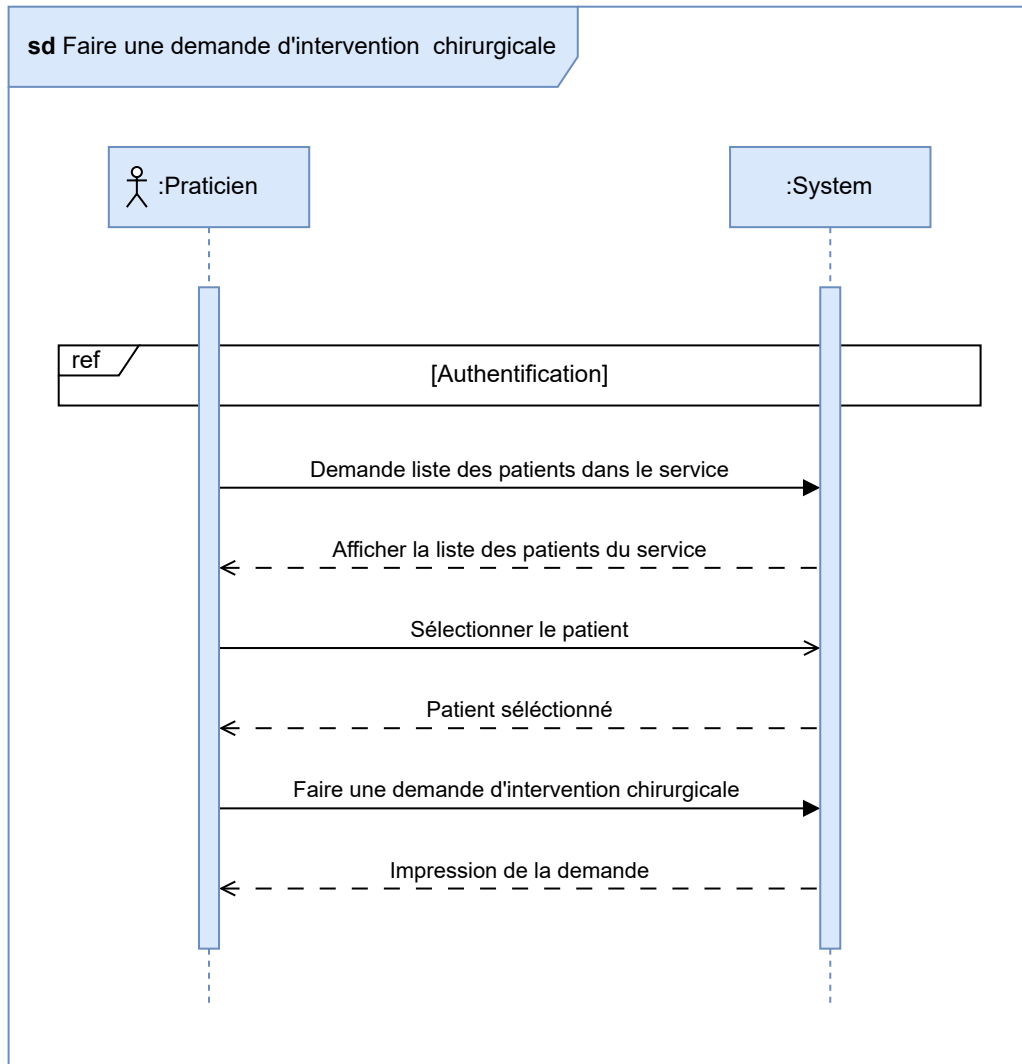 sd Faire une demande d'intervention  chirurgicale
:Praticien
:System
ref
[Authentification]
Demande liste des patients dans le service
Afficher la liste des patients du service
Sélectionner le patient
Patient séléctionné
Faire une demande d'intervention chirurgicale
Impression de la demande